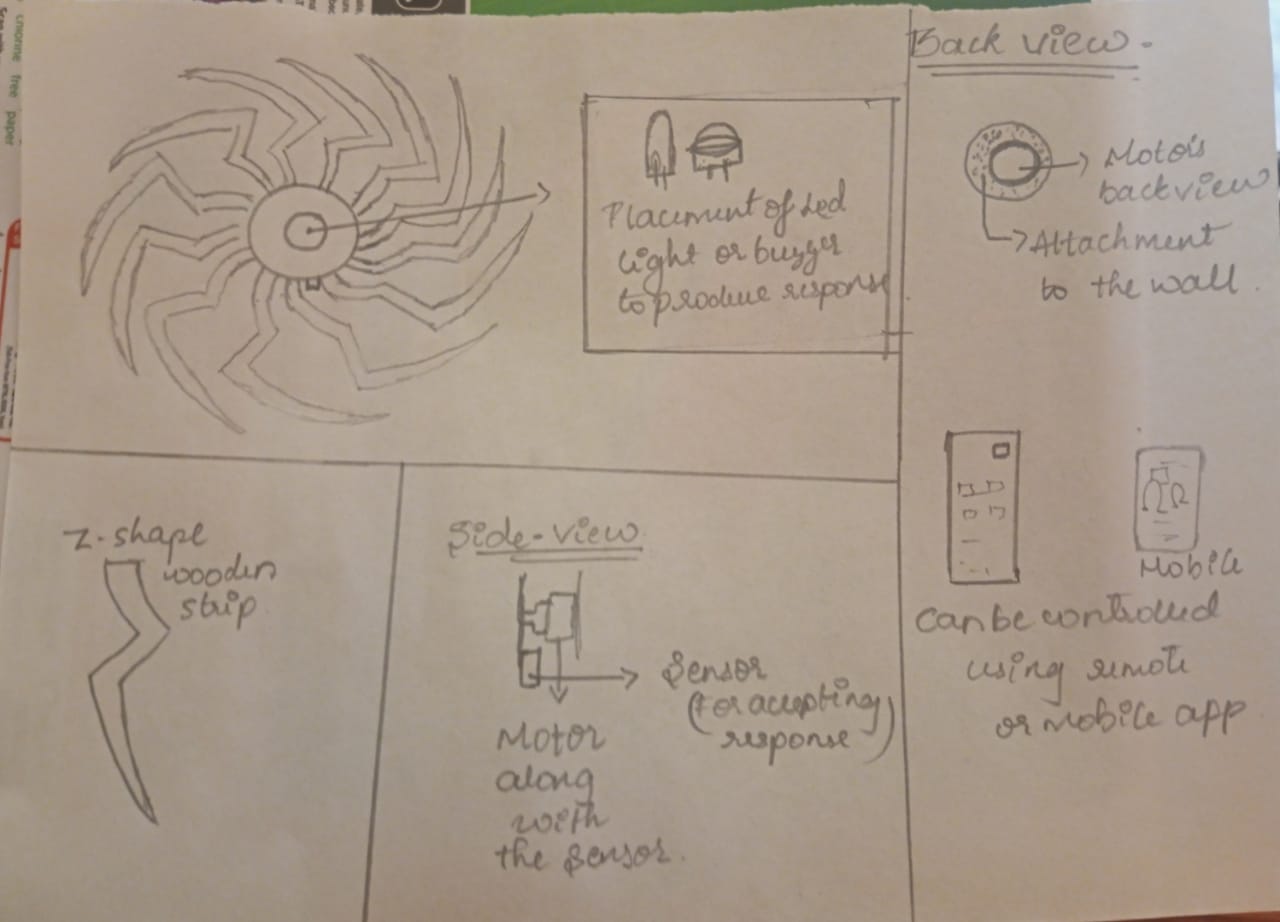 Placement of Led
light or buzzer
to produce response
Back view.
Motor's
back view
Attachment
to the wall.
Z-shape
wooden
strip.
Side-view
Sensor
(For accepting
response)
Motor
along
with
the sensor.
Mobile
Can be controlled
using remote
or mobile app
free paper